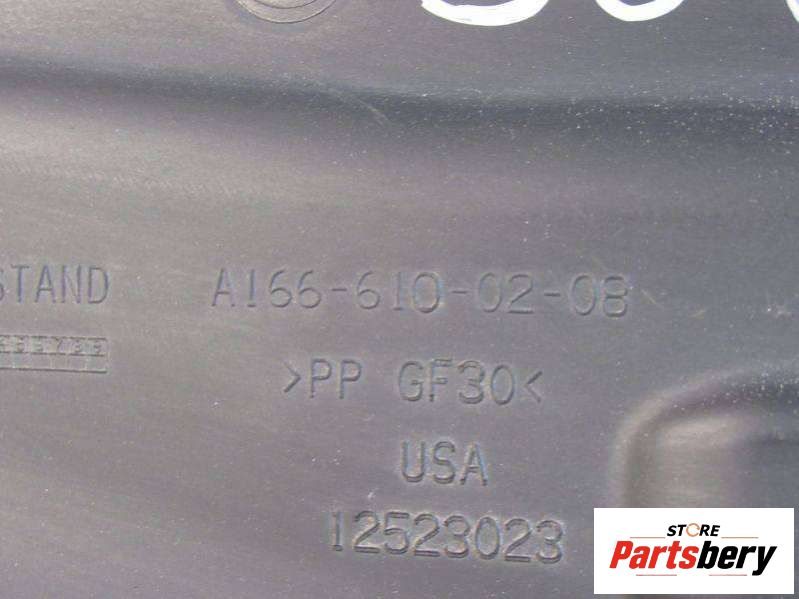 STAND A166-610-02-08
>PP GF30<
USA
12523023
STORE
Partsbery